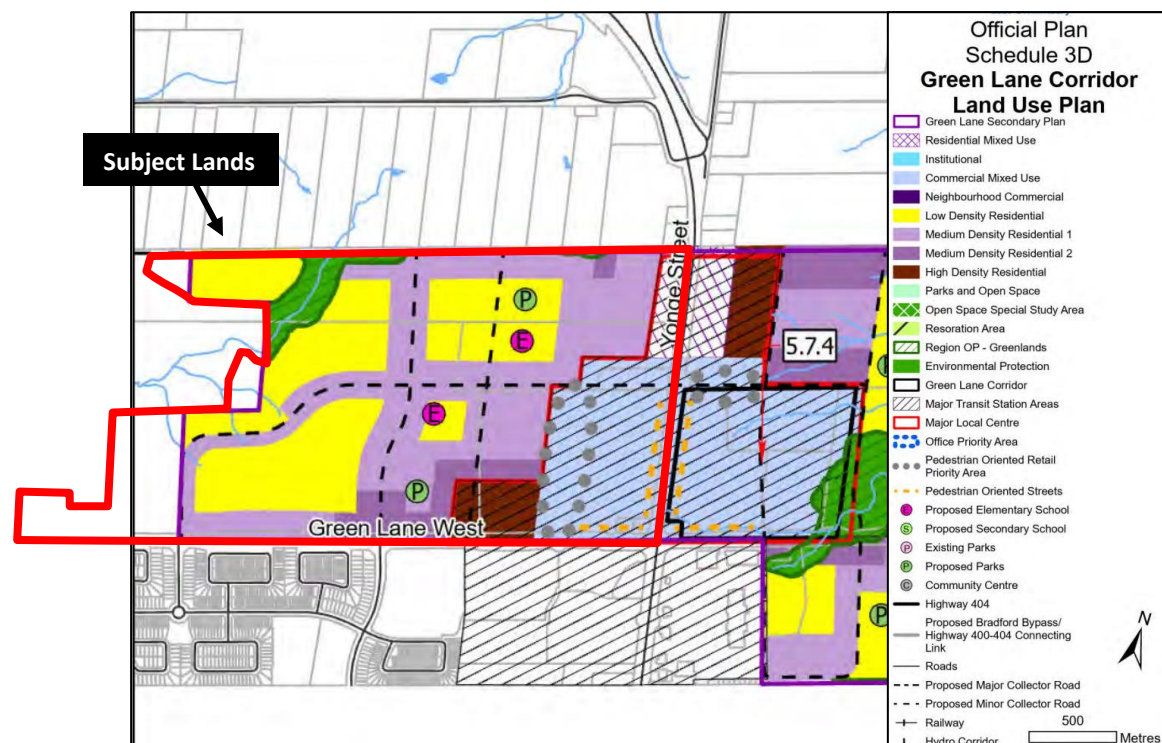 Official Plan
Schedule 3D
Green Lane Corridor
Land Use Plan
Green Lane Secondary Plan
Residential Mixed Use
Institutional
Commercial Mixed Use
Neighbourhood Commercial
Low Density Residential
Medium Density Residential 1
Medium Density Residential 2
High Density Residential
Parks and Open Space
Open Space Special Study Area
Resoration Area
Region OP - Greenlands
Environmental Protection
Green Lane Corridor
Major Transit Station Areas
Major Local Centre
Office Priority Area
Pedestrian Oriented Retail
Priority Area
Pedestrian Oriented Streets
E Proposed Elementary School
S Proposed Secondary School
P Existing Parks
P Proposed Parks
C Community Centre
Highway 404
Proposed Bradford Bypass/
Highway 400-404 Connecting
Link
Roads
Proposed Major Collector Road
Proposed Minor Collector Road
Railway
Hydro Corridor
N
500
Metres
Subject Lands
Yonge Street
P
E
5.7.4
P
E
P
Green Lane West
P